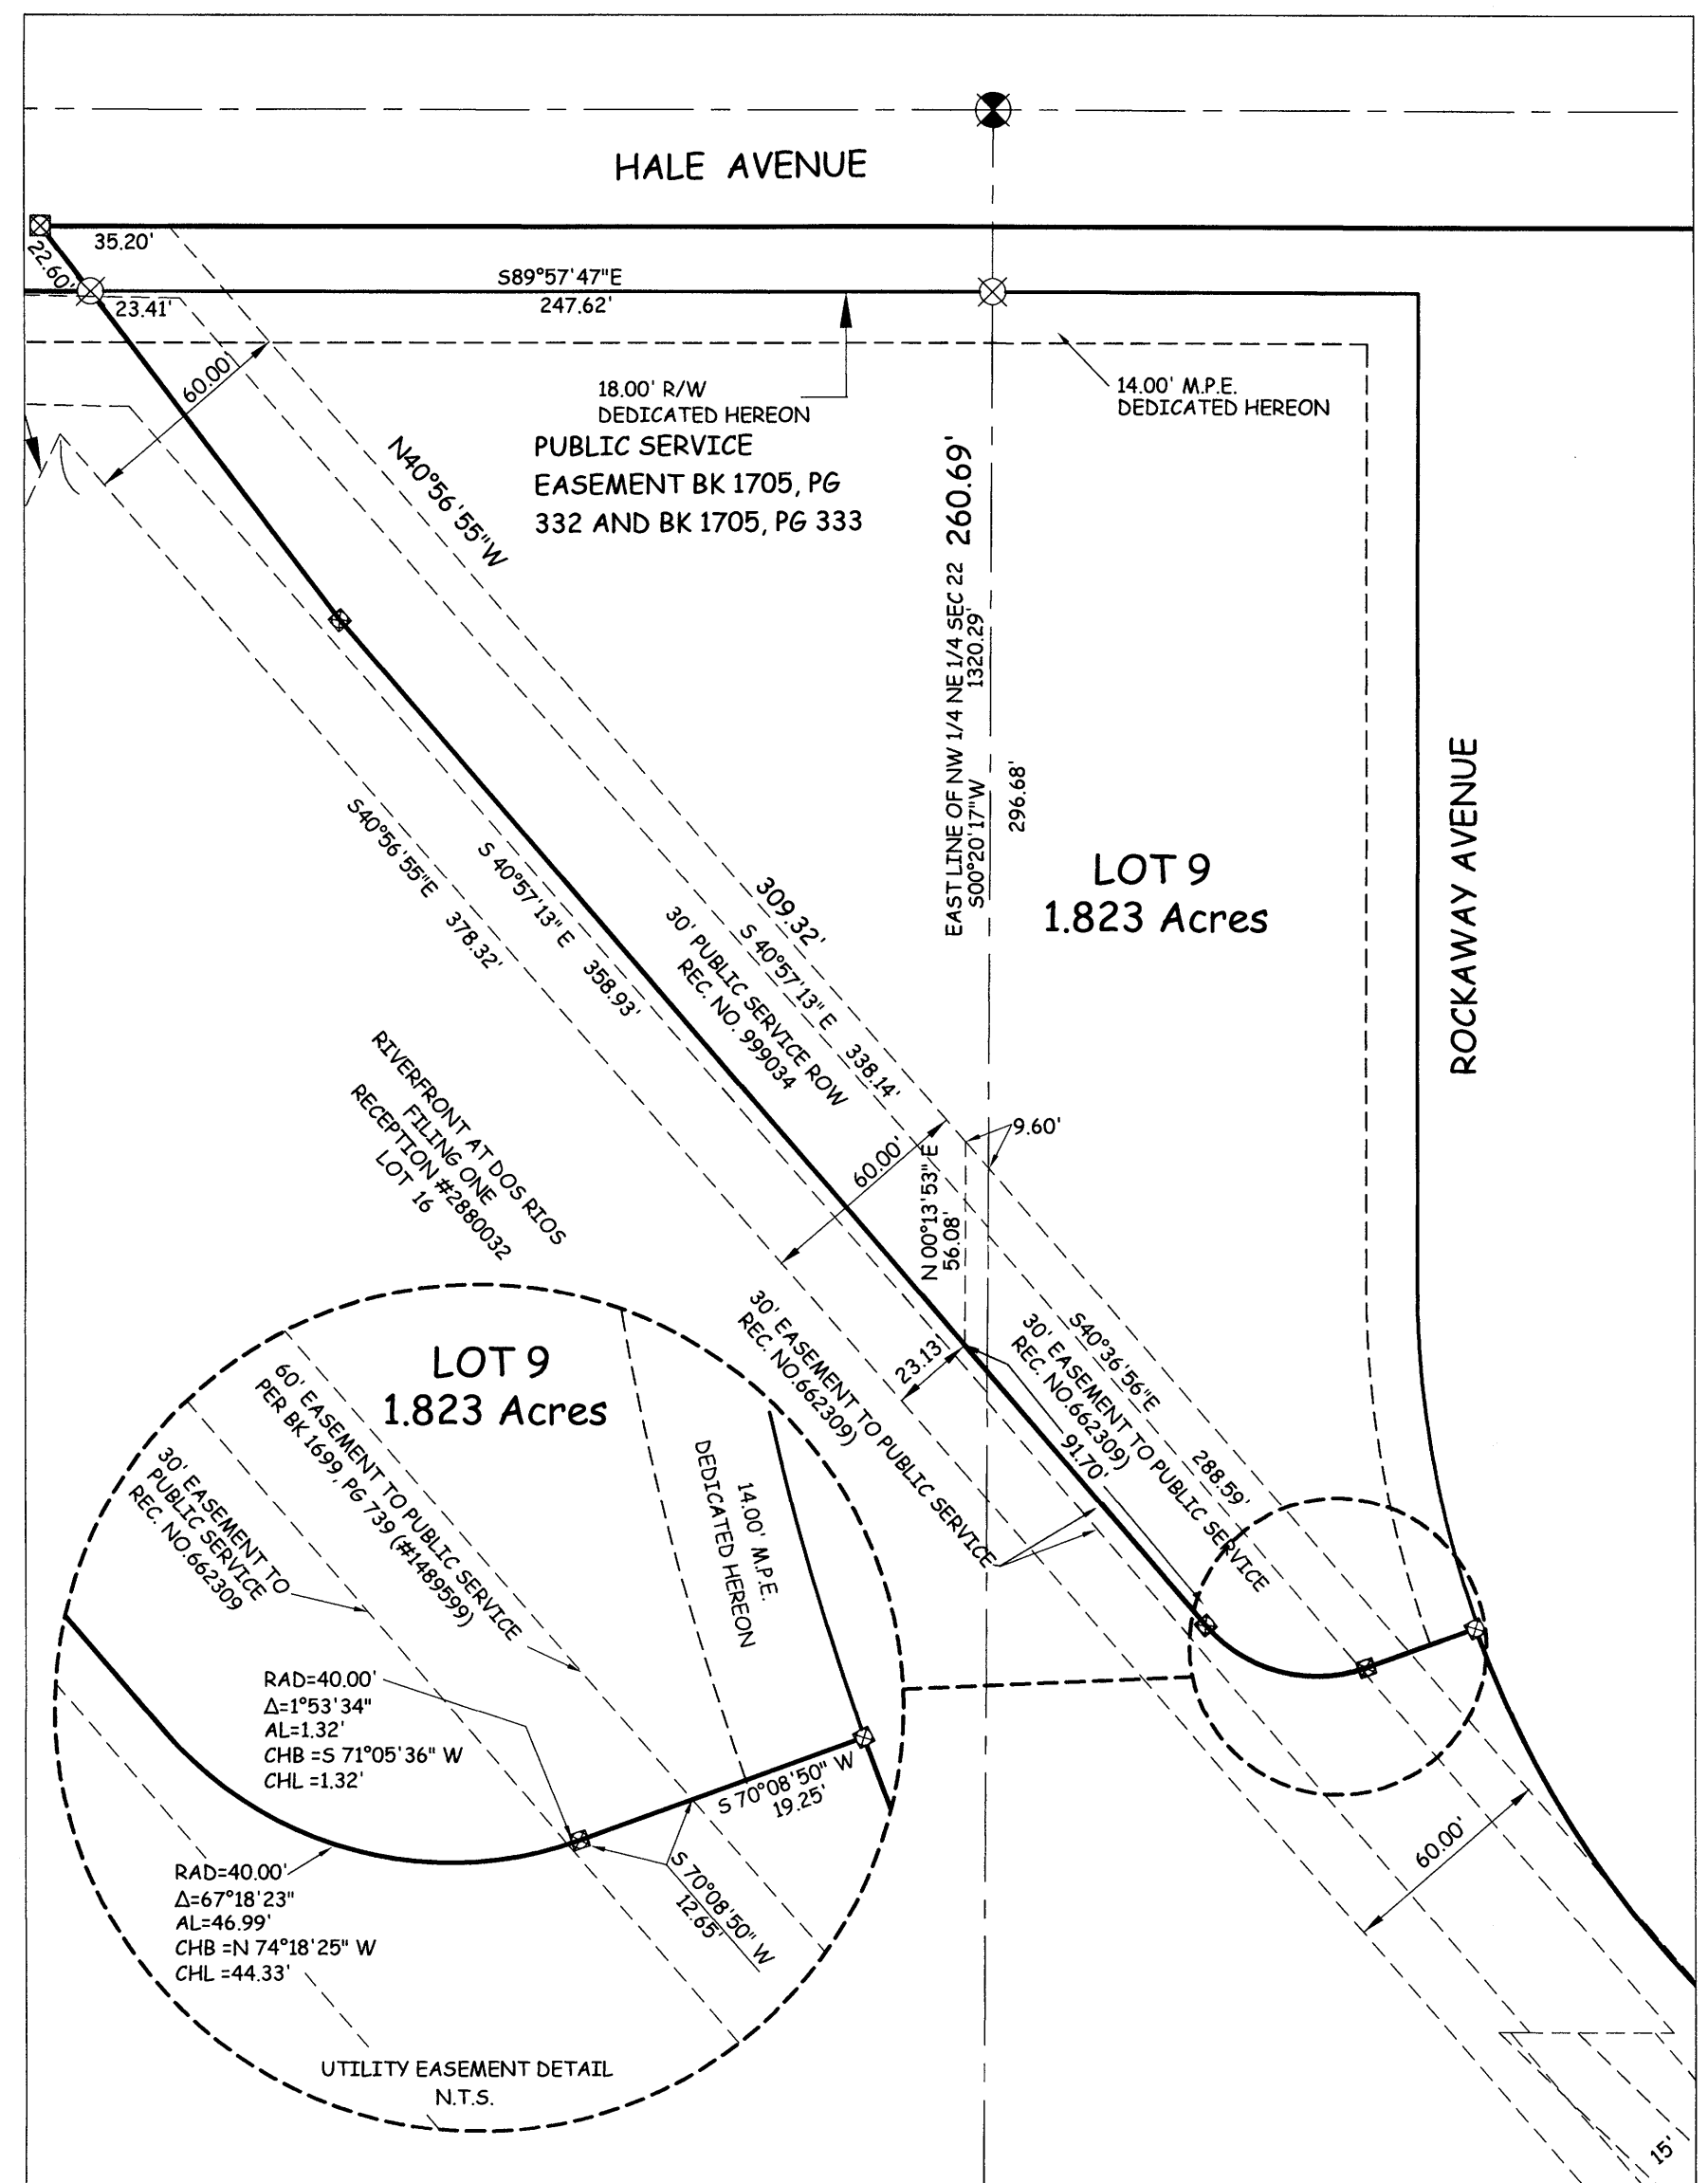 HALE AVENUE
35.20'
22.60'
S89°57'47"E
247.62'
23.41'
60.00'
18.00' R/W
DEDICATED HEREON
14.00' M.P.E.
DEDICATED HEREON
PUBLIC SERVICE
EASEMENT BK 1705, PG
332 AND BK 1705, PG 333
N40°56'55"W
309.32'
EAST LINE OF NW 1/4 NE 1/4 SEC 22 260.69'
S00°20'17"W 1320.29'
296.68'
LOT 9
1.823 Acres
ROCKAWAY AVENUE
S40°56'55"E 378.32'
S 40°57'13" E 358.93'
S 40°57'13" E 338.14'
30' PUBLIC SERVICE ROW
REC. NO. 999034
RIVERFRONT AT DOS RIOS
FILING ONE
RECEPTION #2880032
LOT 16
60.00'
9.60'
N 00°13'53" E
56.08'
23.13'
30' EASEMENT TO PUBLIC SERVICE
REC. NO.662309)
S40°36'56"E 288.59'
30' EASEMENT TO PUBLIC SERVICE
REC. NO.662309)
91.70'
60.00'
15'
LOT 9
1.823 Acres
60' EASEMENT TO PUBLIC SERVICE
PER BK 1699, PG 739 (#1489599)
30' EASEMENT TO
PUBLIC SERVICE
REC. NO.662309
14.00' M.P.E.
DEDICATED HEREON
RAD=40.00'
Δ=1°53'34"
AL=1.32'
CHB =S 71°05'36" W
CHL =1.32'
S 70°08'50" W
19.25'
S 70°08'50" W
12.65'
RAD=40.00'
Δ=67°18'23"
AL=46.99'
CHB =N 74°18'25" W
CHL =44.33'
UTILITY EASEMENT DETAIL
N.T.S.